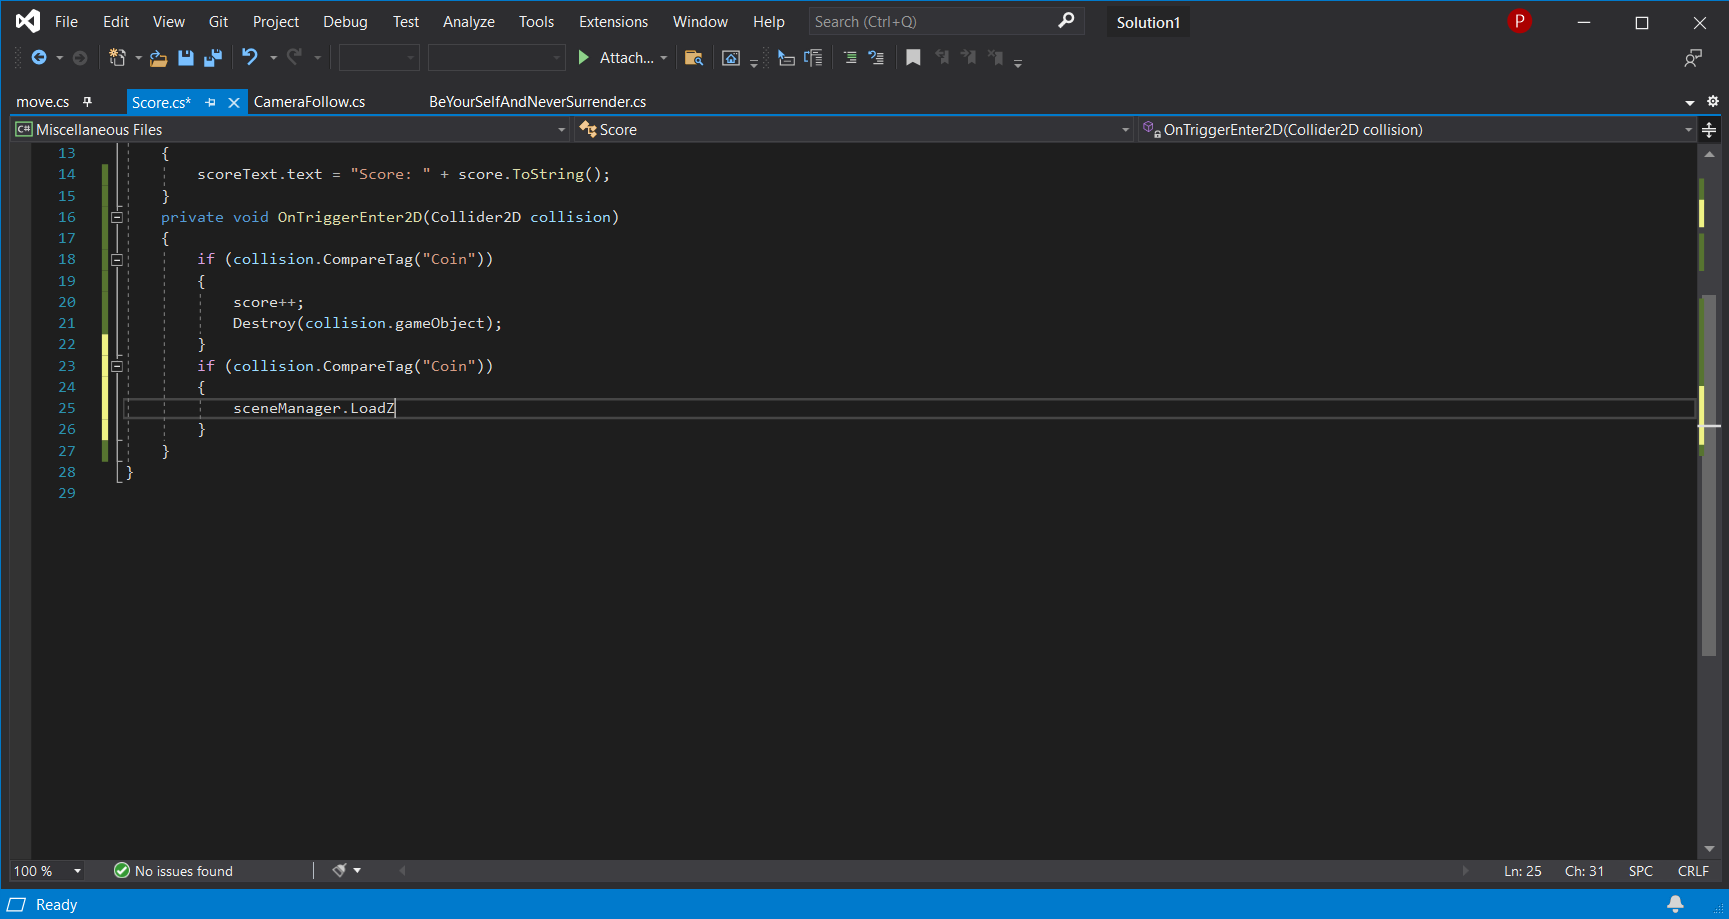 File Edit View Git Project Debug Test Analyze Tools Extensions Window Help Search (Ctrl+Q) Solution1 P
Attach...
move.cs Score.cs* CameraFollow.cs BeYourSelfAndNeverSurrender.cs
C# Miscellaneous Files Score OnTriggerEnter2D(Collider2D collision)
13 {
14 scoreText.text = "Score: " + score.ToString();
15 }
16 private void OnTriggerEnter2D(Collider2D collision)
17 {
18 if (collision.CompareTag("Coin"))
19 {
20 score++;
21 Destroy(collision.gameObject);
22 }
23 if (collision.CompareTag("Coin"))
24 {
25 sceneManager.LoadZ
26 }
27 }
28 }
29
100 % No issues found Ln: 25 Ch: 31 SPC CRLF
Ready